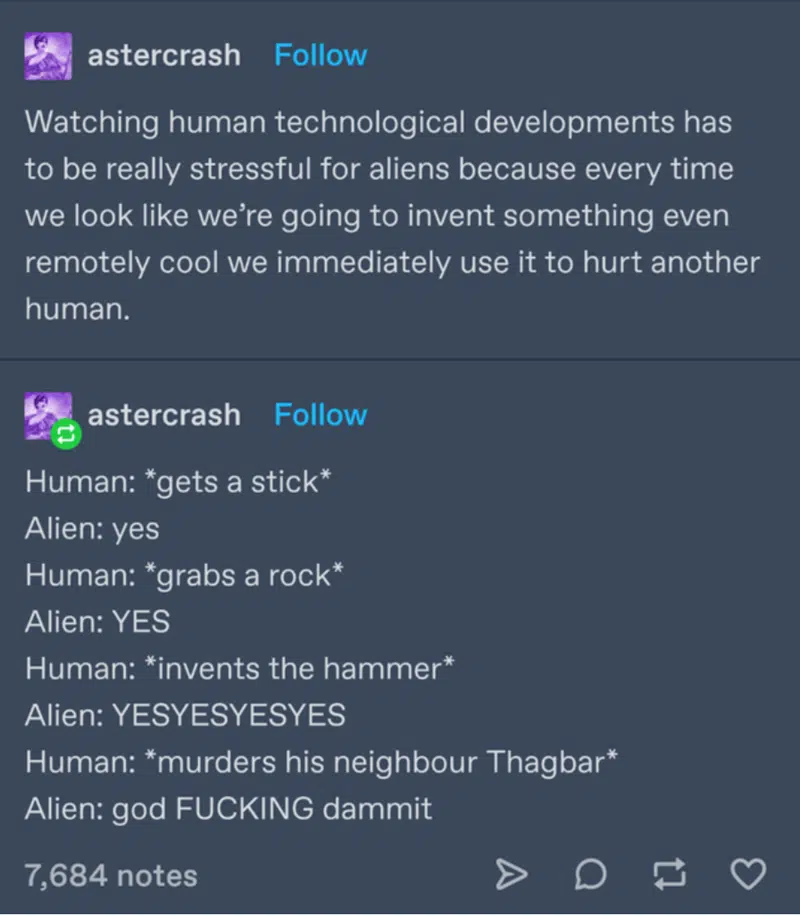 astercrash Follow
Watching human technological developments has
to be really stressful for aliens because every time
we look like we’re going to invent something even
remotely cool we immediately use it to hurt another
human.
astercrash Follow
Human: *gets a stick*
Alien: yes
Human: *grabs a rock*
Alien: YES
Human: *invents the hammer*
Alien: YESYESYESYES
Human: *murders his neighbour Thagbar*
Alien: god FUCKING dammit
7,684 notes